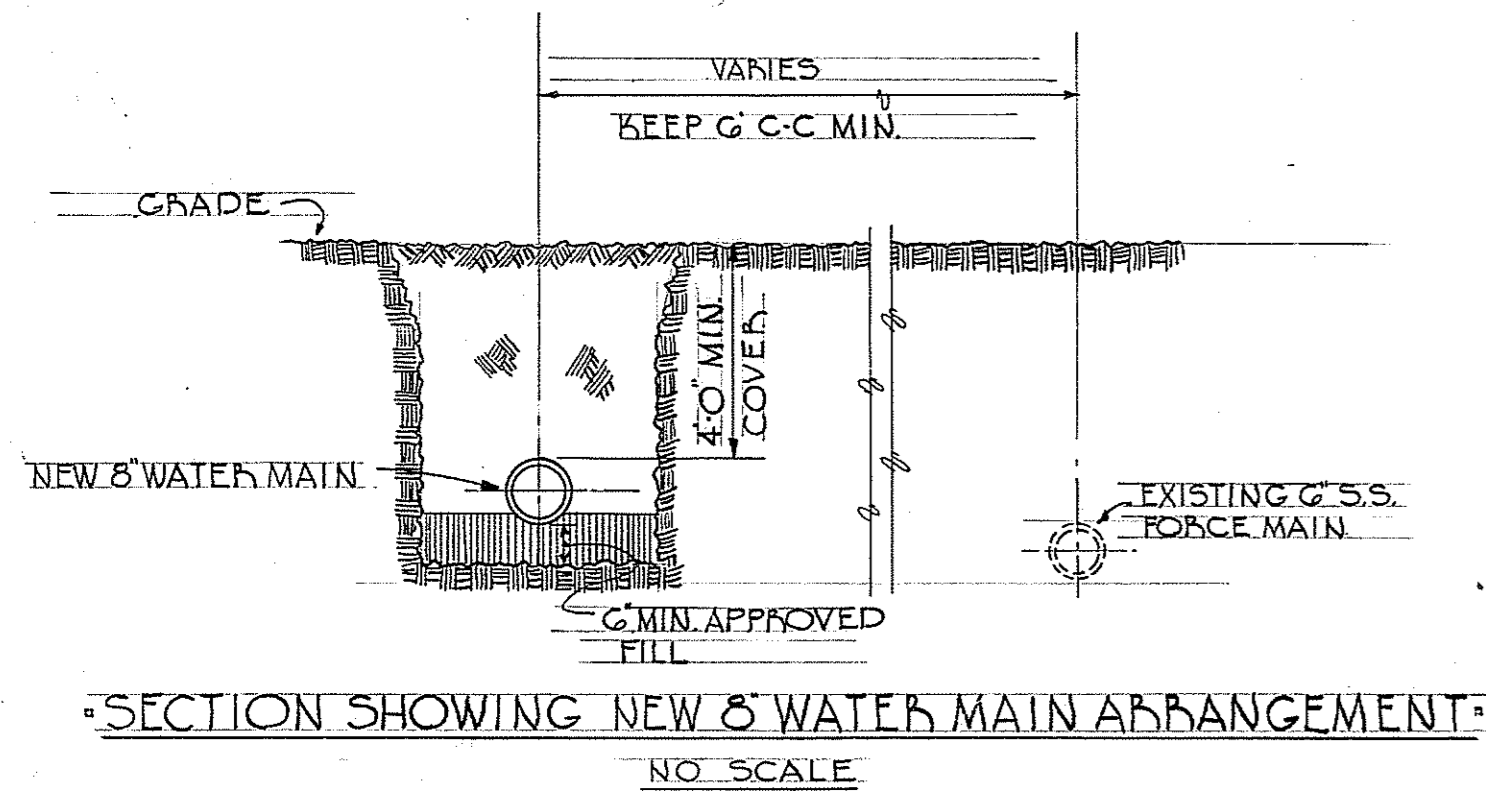 VARIES
KEEP 6' C-C MIN.
GRADE
4'-0" MIN.
COVER
NEW 8" WATER MAIN
EXISTING 6" S.S.
FORCE MAIN
6" MIN. APPROVED
FILL
SECTION SHOWING NEW 8" WATER MAIN ARRANGEMENT
NO SCALE